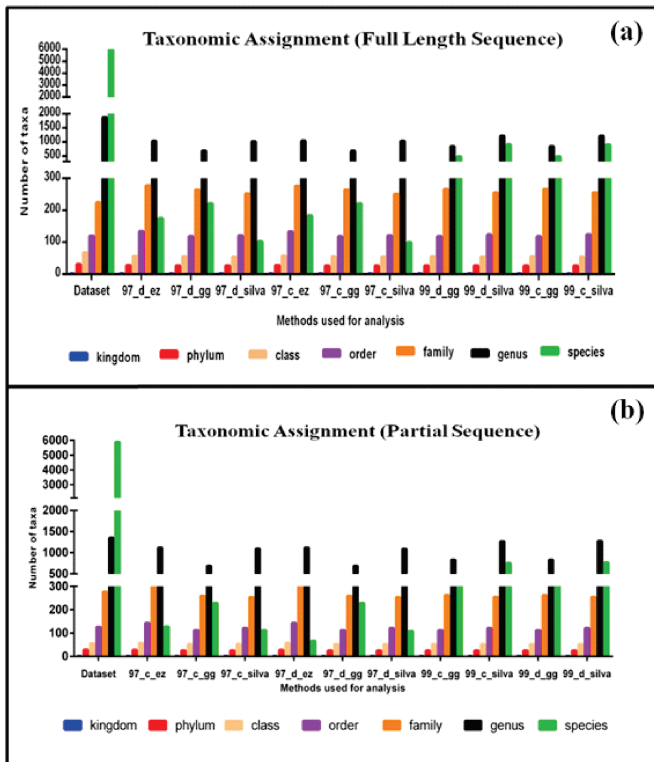 (a)
Taxonomic Assignment (Full Length Sequence)
6000
5000
4000
3000
2000
2000
1500
1000
500
300
200
100
0
Number of taxa
Dataset 97_d_ez 97_d_gg 97_d_silva 97_c_ez 97_c_gg 97_c_silva 99_d_gg 99_d_silva 99_c_gg 99_c_silva
Methods used for analysis
kingdom phylum class order family genus species
(b)
Taxonomic Assignment (Partial Sequence)
6000
5000
4000
3000
2000
1500
1000
500
300
200
100
0
Number of taxa
Dataset 97_c_ez 97_c_gg 97_c_silva 97_d_ez 97_d_gg 97_d_silva 99_c_gg 99_c_silva 99_d_gg 99_d_silva
Methods used for analysis
kingdom phylum class order family genus species